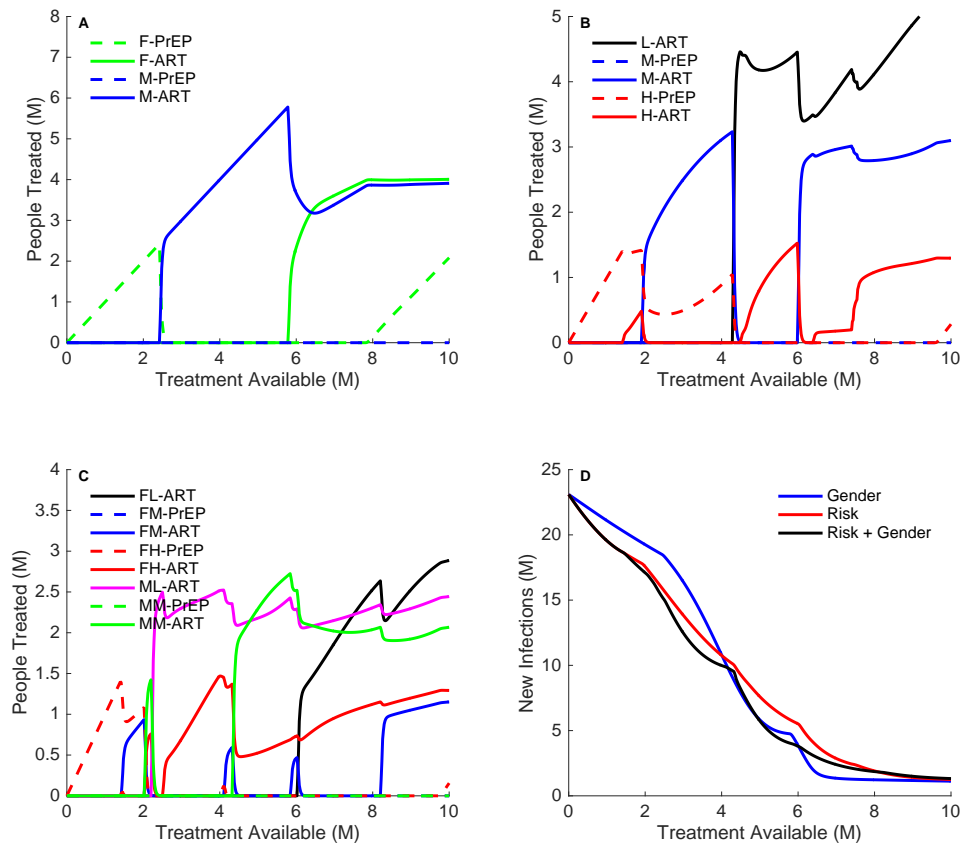 A
F-PrEP
F-ART
M-PrEP
M-ART
People Treated (M)
8
7
6
5
4
3
2
1
0
0 2 4 6 8 10
Treatment Available (M)
B
L-ART
M-PrEP
M-ART
H-PrEP
H-ART
People Treated (M)
5
4
3
2
1
0
0 2 4 6 8 10
Treatment Available (M)
C
FL-ART
FM-PrEP
FM-ART
FH-PrEP
FH-ART
ML-ART
MM-PrEP
MM-ART
People Treated (M)
4
3.5
3
2.5
2
1.5
1
0.5
0
0 2 4 6 8 10
Treatment Available (M)
D
Gender
Risk
Risk + Gender
New Infections (M)
25
20
15
10
5
0
0 2 4 6 8 10
Treatment Available (M)